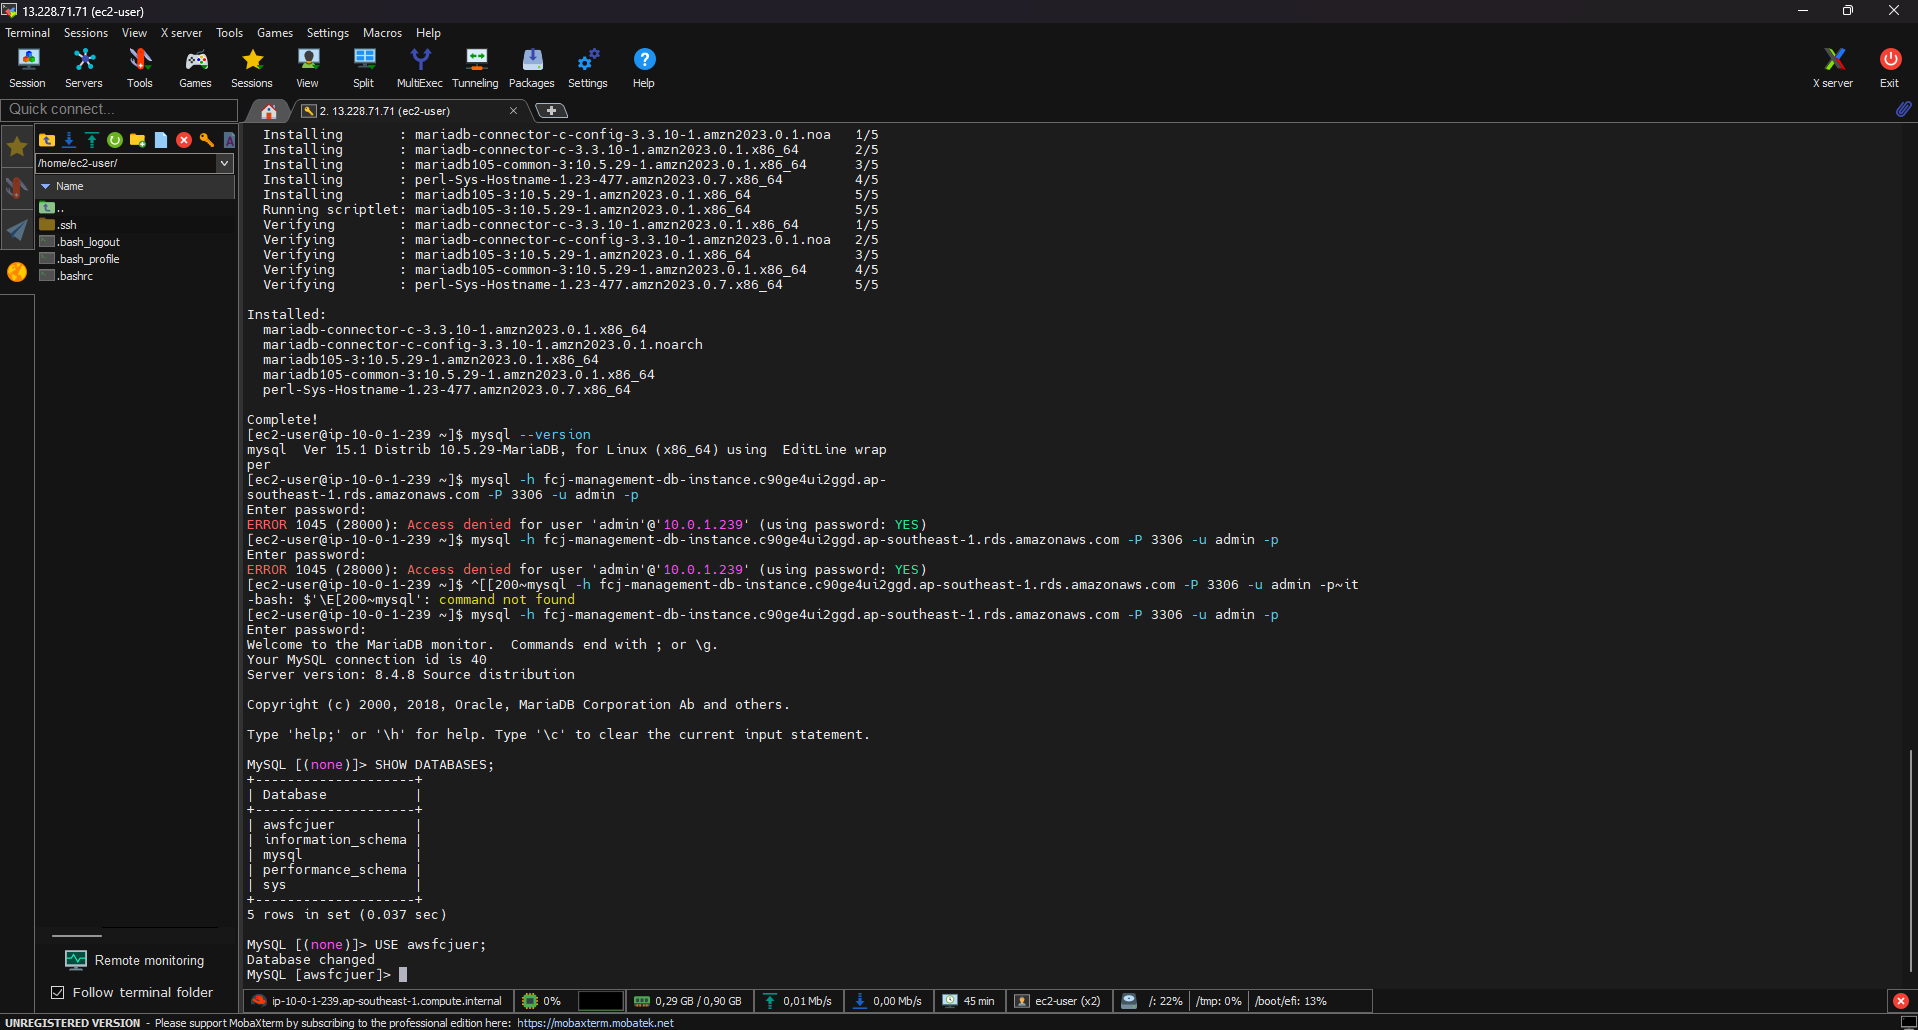 13.228.71.71 (ec2-user)
Terminal Sessions View X server Tools Games Settings Macros Help
Session Servers Tools Games Sessions View Split MultiExec Tunneling Packages Settings Help X server Exit
Quick connect...
2. 13.228.71.71 (ec2-user)
/home/ec2-user/
Name
..
.ssh
.bash_logout
.bash_profile
.bashrc
Installing : mariadb-connector-c-config-3.3.10-1.amzn2023.0.1.noa 1/5
Installing : mariadb-connector-c-3.3.10-1.amzn2023.0.1.x86_64 2/5
Installing : mariadb105-common-3:10.5.29-1.amzn2023.0.1.x86_64 3/5
Installing : perl-Sys-Hostname-1.23-477.amzn2023.0.7.x86_64 4/5
Installing : mariadb105-3:10.5.29-1.amzn2023.0.1.x86_64 5/5
Running scriptlet: mariadb105-3:10.5.29-1.amzn2023.0.1.x86_64 5/5
Verifying : mariadb-connector-c-3.3.10-1.amzn2023.0.1.x86_64 1/5
Verifying : mariadb-connector-c-config-3.3.10-1.amzn2023.0.1.noa 2/5
Verifying : mariadb105-3:10.5.29-1.amzn2023.0.1.x86_64 3/5
Verifying : mariadb105-common-3:10.5.29-1.amzn2023.0.1.x86_64 4/5
Verifying : perl-Sys-Hostname-1.23-477.amzn2023.0.7.x86_64 5/5
Installed:
mariadb-connector-c-3.3.10-1.amzn2023.0.1.x86_64
mariadb-connector-c-config-3.3.10-1.amzn2023.0.1.noarch
mariadb105-3:10.5.29-1.amzn2023.0.1.x86_64
mariadb105-common-3:10.5.29-1.amzn2023.0.1.x86_64
perl-Sys-Hostname-1.23-477.amzn2023.0.7.x86_64
Complete!
[ec2-user@ip-10-0-1-239 ~]$ mysql --version
mysql Ver 15.1 Distrib 10.5.29-MariaDB, for Linux (x86_64) using EditLine wrap
per
[ec2-user@ip-10-0-1-239 ~]$ mysql -h fcj-management-db-instance.c90ge4ui2ggd.ap-
southeast-1.rds.amazonaws.com -P 3306 -u admin -p
Enter password:
ERROR 1045 (28000): Access denied for user 'admin'@'10.0.1.239' (using password: YES)
[ec2-user@ip-10-0-1-239 ~]$ mysql -h fcj-management-db-instance.c90ge4ui2ggd.ap-southeast-1.rds.amazonaws.com -P 3306 -u admin -p
Enter password:
ERROR 1045 (28000): Access denied for user 'admin'@'10.0.1.239' (using password: YES)
[ec2-user@ip-10-0-1-239 ~]$ ^[[200~mysql -h fcj-management-db-instance.c90ge4ui2ggd.ap-southeast-1.rds.amazonaws.com -P 3306 -u admin -p~it
-bash: $'\E[200~mysql': command not found
[ec2-user@ip-10-0-1-239 ~]$ mysql -h fcj-management-db-instance.c90ge4ui2ggd.ap-southeast-1.rds.amazonaws.com -P 3306 -u admin -p
Enter password:
Welcome to the MariaDB monitor. Commands end with ; or \g.
Your MySQL connection id is 40
Server version: 8.4.8 Source distribution
Copyright (c) 2000, 2018, Oracle, MariaDB Corporation Ab and others.
Type 'help;' or '\h' for help. Type '\c' to clear the current input statement.
MySQL [(none)]> SHOW DATABASES;
+--------------------+
| Database |
+--------------------+
| awsfcjuer |
| information_schema |
| mysql |
| performance_schema |
| sys |
+--------------------+
5 rows in set (0.037 sec)
MySQL [(none)]> USE awsfcjuer;
Database changed
MySQL [awsfcjuer]>
Remote monitoring
Follow terminal folder
ip-10-0-1-239.ap-southeast-1.compute.internal 0% 0,29 GB / 0,90 GB 0,01 Mb/s 0,00 Mb/s 45 min ec2-user (x2) /: 22% /tmp: 0% /boot/efi: 13%
UNREGISTERED VERSION - Please support MobaXterm by subscribing to the professional edition here: https://mobaxterm.mobatek.net